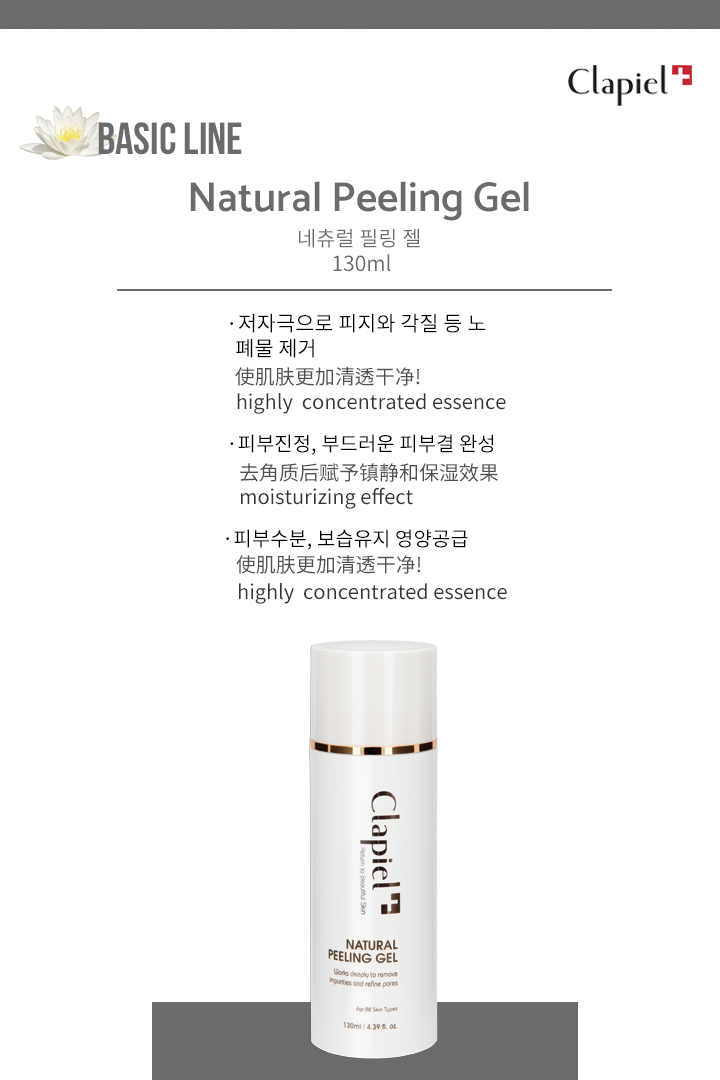 Clapiel
BASIC LINE
Natural Peeling Gel
네츄럴 필링 젤
130ml
· 저자극으로 피지와 각질 등 노
폐물 제거
使肌肤更加清透干净!
highly concentrated essence
· 피부진정, 부드러운 피부결 완성
去角质后赋予镇静和保湿效果
moisturizing effect
· 피부수분, 보습유지 영양공급
使肌肤更加清透干净!
highly concentrated essence
Clapiel
Return to Beautiful Skin
NATURAL
PEELING GEL
Works deeply to remove
impurities and refine pores
For All Skin Types
130ml / 4.39 fl. oz.